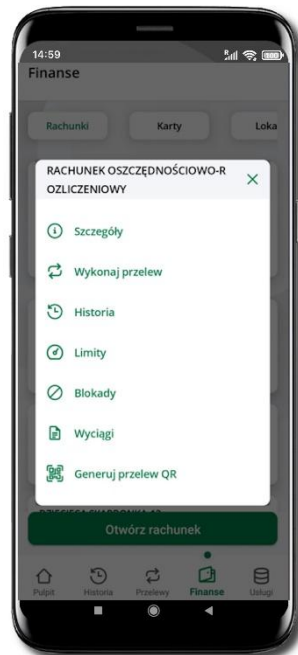 14:59
100
Finanse
Rachunki Karty Loka
RACHUNEK OSZCZĘDNOŚCIOWO-R
OZLICZENIOWY
Szczegóły
Wykonaj przelew
Historia
Limity
Blokady
Wyciągi
Generuj przelew QR
Otwórz rachunek
Pulpit Historia Przelewy Finanse Usługi